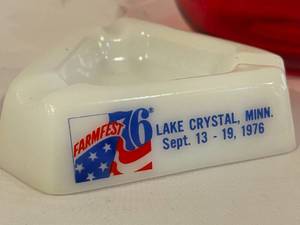 FARMFEST 76®
LAKE CRYSTAL, MINN.
Sept. 13 - 19, 1976